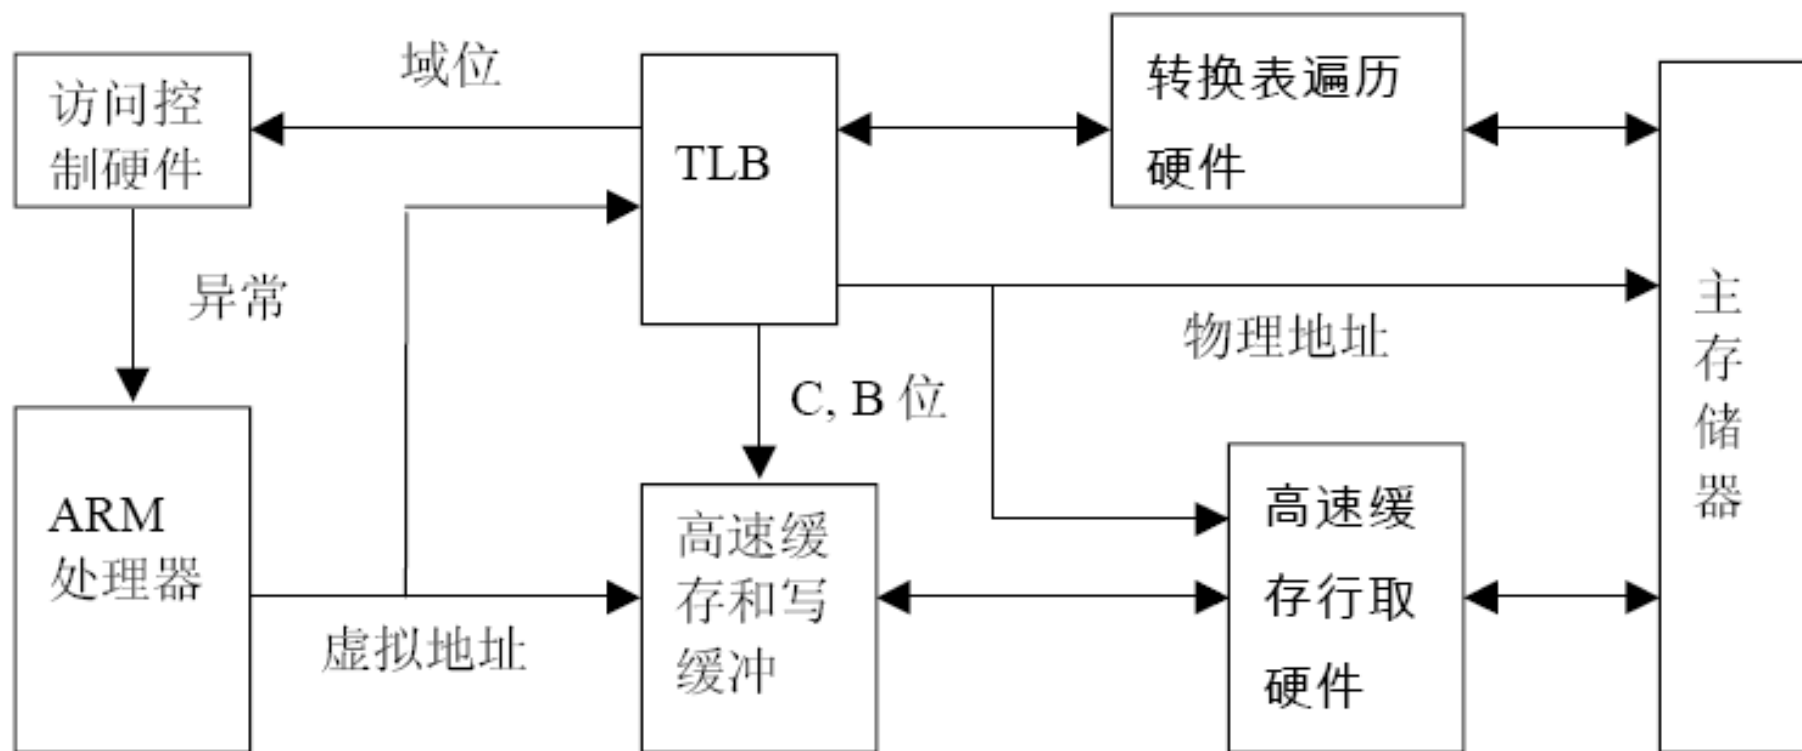 域位
访问控
制硬件
TLB
转换表遍历
硬件
异常
物理地址
主
存
储
器
C, B 位
ARM
处理器
虚拟地址
高速缓
存和写
缓冲
高速缓
存行取
硬件